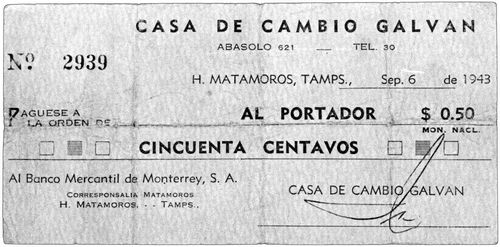 CASA DE CAMBIO GALVAN
ABASOLO 621 — TEL. 30
Nº 2939
H. MATAMOROS, TAMPS., Sep. 6 de 1943
PAGUESE A LA ORDEN DE AL PORTADOR $ 0.50
MON. NACL.
CINCUENTA CENTAVOS
Al Banco Mercantil de Monterrey, S. A.
CORRESPONSALIA MATAMOROS
H. MATAMOROS, - - TAMPS.,
CASA DE CAMBIO GALVAN